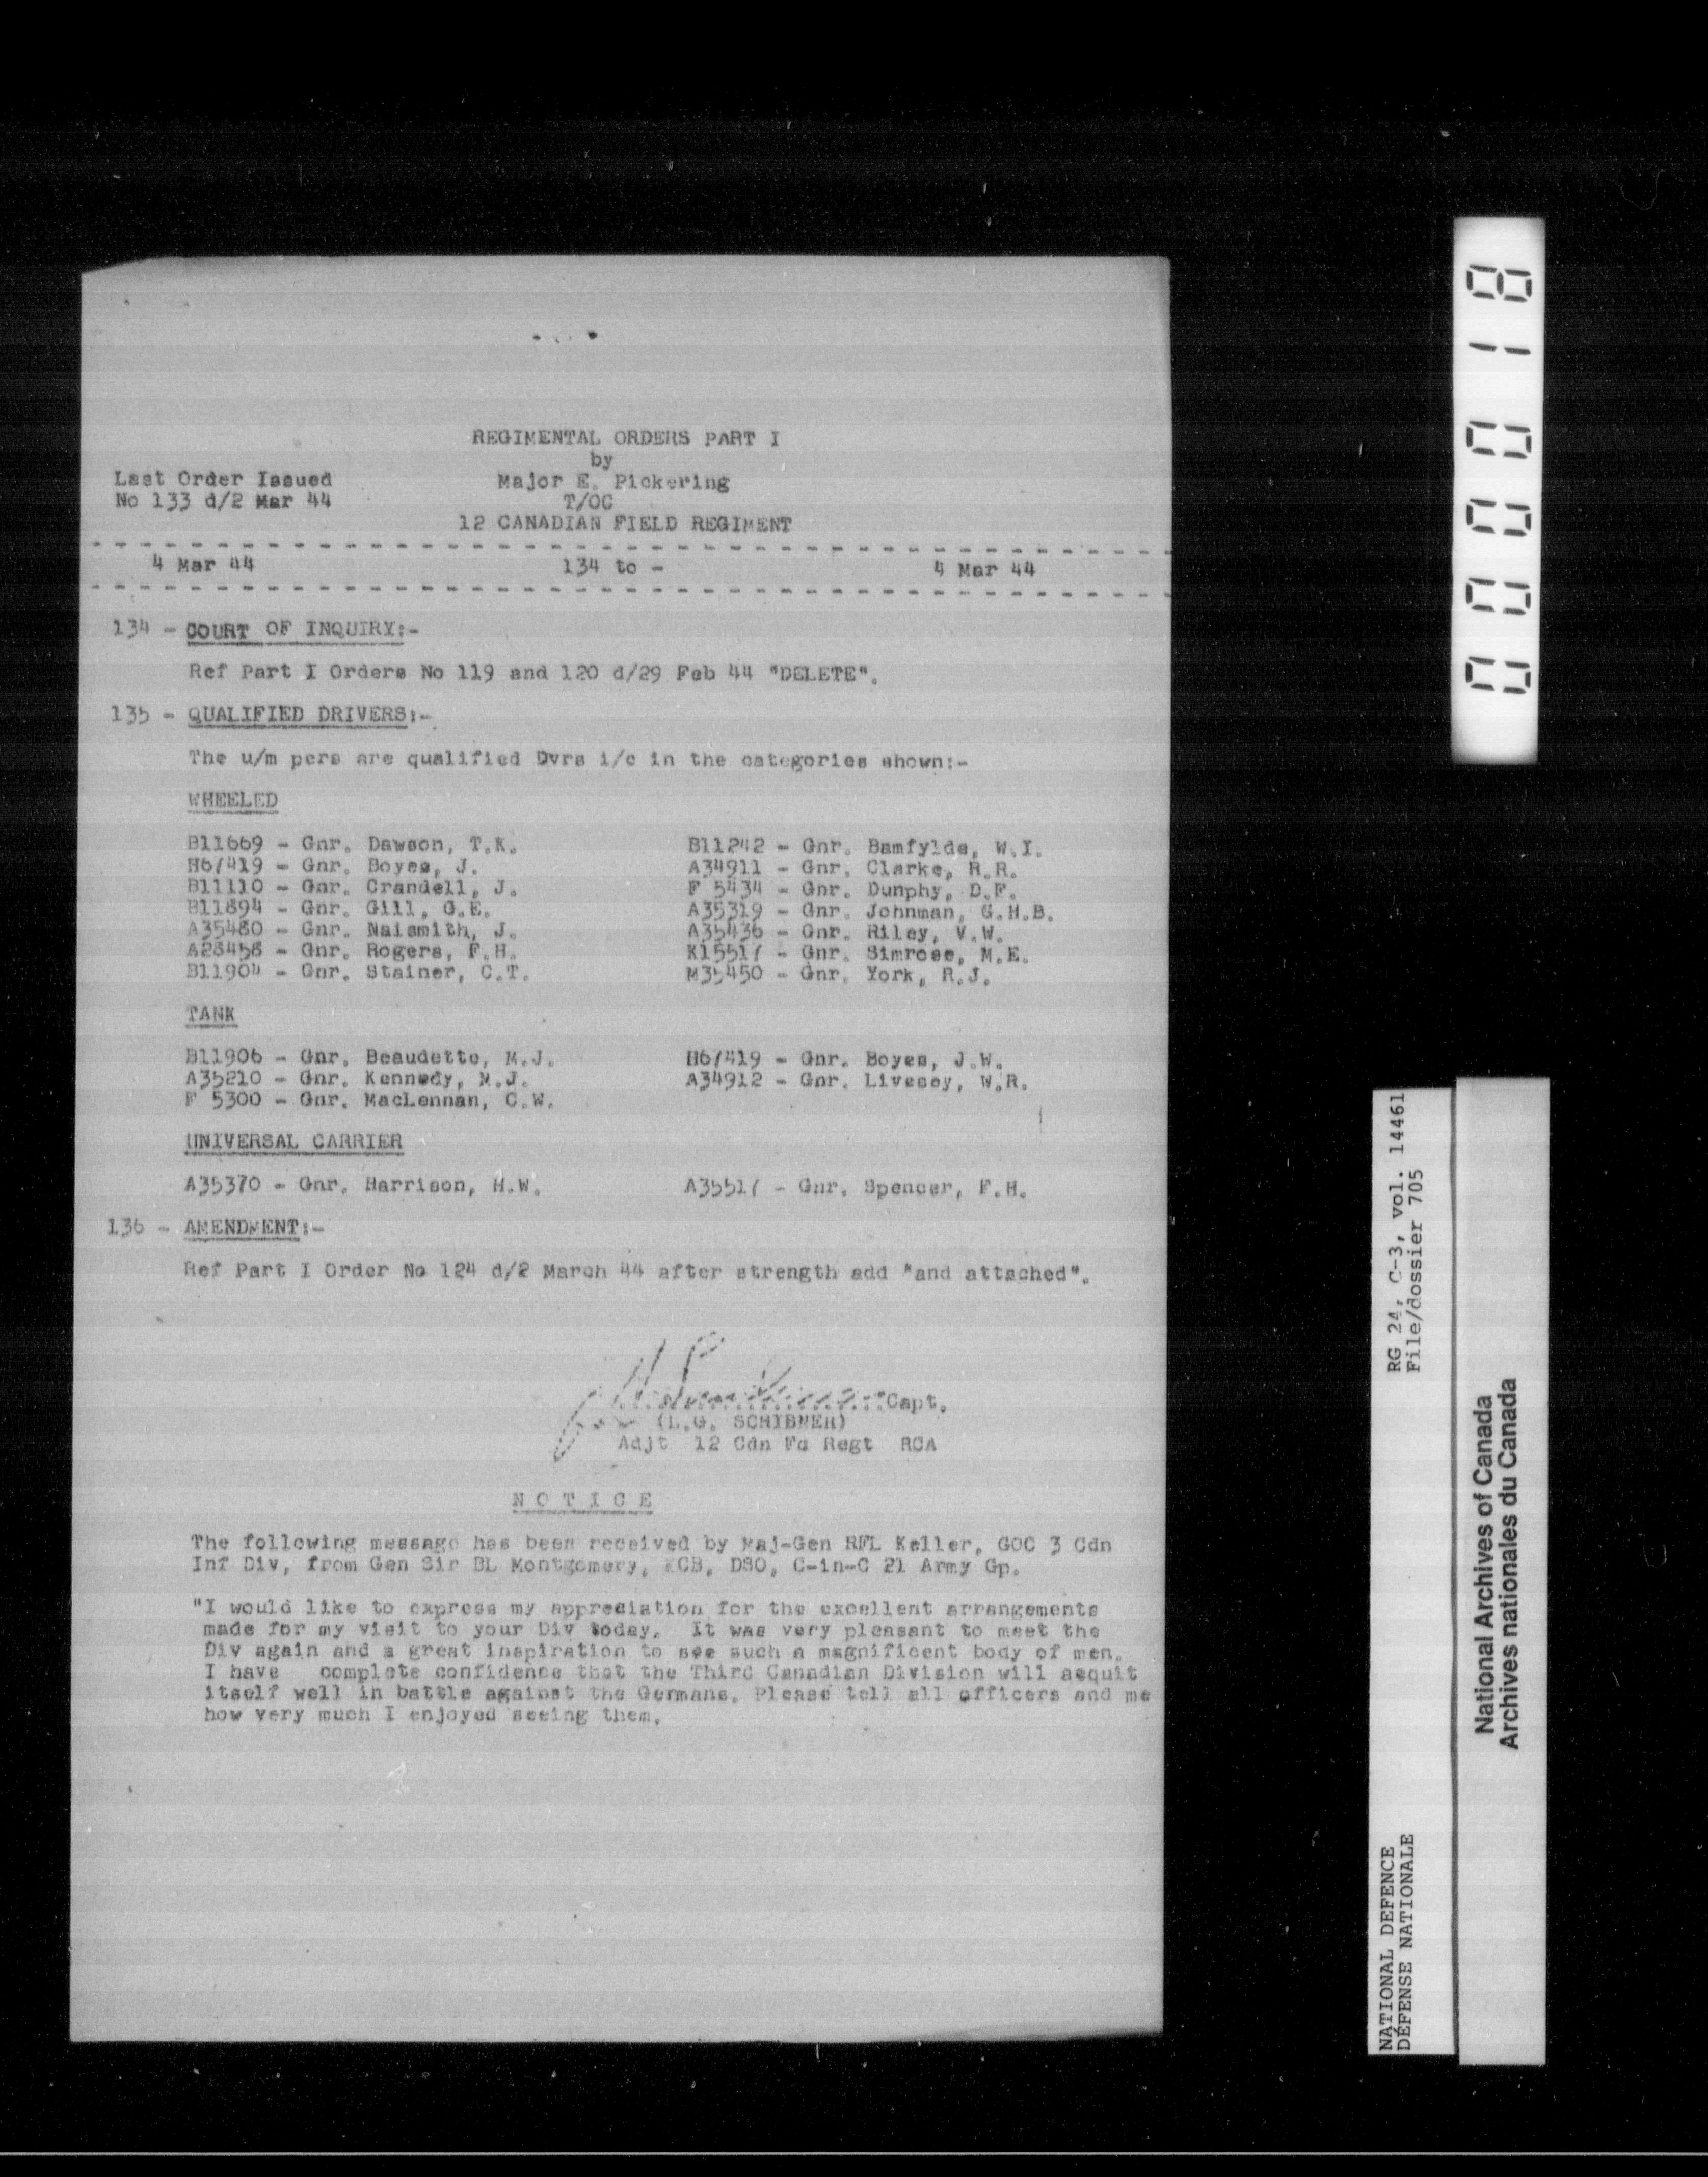 REGIMENTAL ORDERS PART I
by
Last Order Issued Major E. Pickering
No 133 d/2 Mar 44 T/OC
12 CANADIAN FIELD REGIMENT
4 Mar 44 134 to - 4 Mar 44
134 - COURT OF INQUIRY:-
Ref Part I Orders No 119 and 120 d/29 Feb 44 "DELETE".
135 - QUALIFIED DRIVERS:-
The u/m pers are qualified Dvrs i/c in the categories shown:-
WHEELED
B11669 - Gnr. Dawson, T.K. B11242 - Gnr. Bamfylde, W.I.
H67419 - Gnr. Boyes, J. A34911 - Gnr. Clarke, R.R.
B11110 - Gnr. Crandell, J. F 5434 - Gnr. Dunphy, D.F.
B11894 - Gnr. Gill, G.E. A35319 - Gnr. Johnman, G.H.B.
A35480 - Gnr. Naismith, J. A35436 - Gnr. Riley, V.W.
A28458 - Gnr. Rogers, F.H. K15517 - Gnr. Simrose, M.E.
B11904 - Gnr. Stainer, C.T. M35450 - Gnr. York, R.J.
TANK
B11906 - Gnr. Beaudette, M.J. H67419 - Gnr. Boyes, J.W.
A35210 - Gnr. Kennedy, M.J. A34912 - Gnr. Livesey, W.R.
F 5300 - Gnr. MacLennan, C.W.
UNIVERSAL CARRIER
A35370 - Gnr. Harrison, H.W. A35517 - Gnr. Spencer, F.H.
136 - AMENDMENT:-
Ref Part I Order No 124 d/2 March 44 after strength add "and attached".
Capt.
(L.G. SCRIBNER)
Adjt 12 Cdn Fd Regt RCA
N O T I C E
The following message has been received by Maj-Gen RFL Keller, GOC 3 Cdn
Inf Div, from Gen Sir BL Montgomery, KCB, DSO, C-in-C 21 Army Gp.
"I would like to express my appreciation for the excellent arrangements
made for my visit to your Div today. It was very pleasant to meet the
Div again and a great inspiration to see such a magnificent body of men.
I have complete confidence that the Third Canadian Division will acquit
itself well in battle against the Germans. Please tell all officers and me
how very much I enjoyed seeing them.
00000018
RG 24, C-3, vol. 14461
File/dossier 705
NATIONAL DEFENCE
DÉFENSE NATIONALE
National Archives of Canada
Archives nationales du Canada